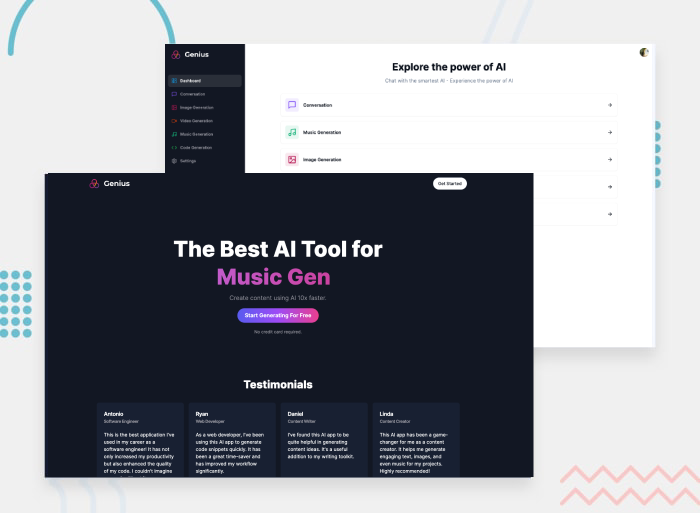 Genius
Dashboard
Conversation
Image Generation
Video Generation
Music Generation
Code Generation
Settings
Explore the power of AI
Chat with the smartest AI - Experience the power of AI
Conversation
Music Generation
Image Generation
Genius
Get Started
The Best AI Tool for
Music Gen
Create content using AI 10x faster.
Start Generating For Free
No credit card required.
Testimonials
Antonio
Software Engineer
This is the best application I've
used in my career as a
software engineer! It has not
only increased my productivity
but also enhanced the quality
of my code. I couldn't imagine
Ryan
Web Developer
As a web developer, I've been
using this AI app to generate
code snippets quickly. It has
been a great time-saver and
has improved my workflow
significantly.
Daniel
Content Writer
I've found this AI app to be
quite helpful in generating
content ideas. It's a useful
addition to my writing toolkit.
Linda
Content Creator
This AI app has been a game-
changer for me as a content
creator. It helps me generate
engaging text, images, and
even music for my projects.
Highly recommended!